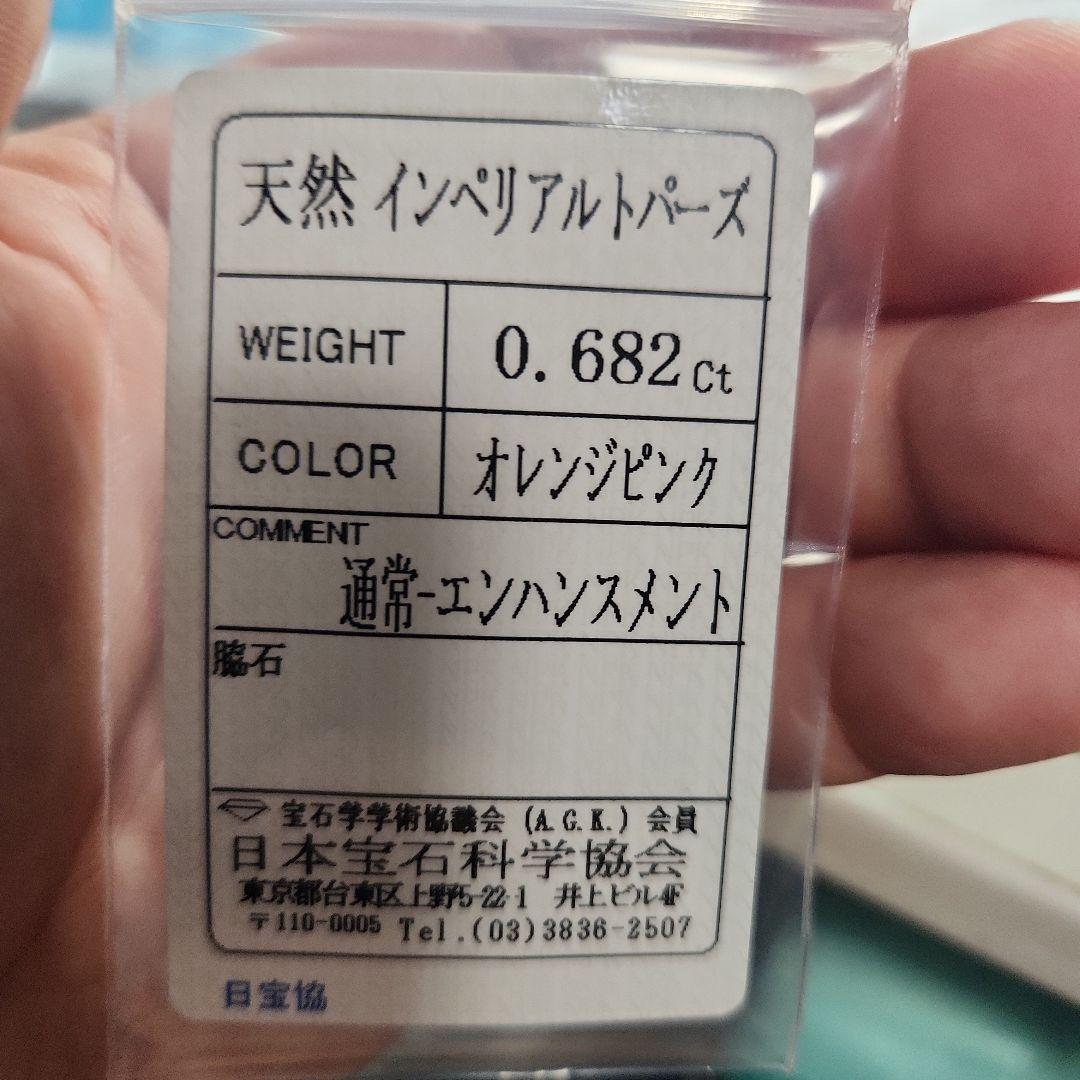 天然 インペリアルトパーズ
WEIGHT 0.682ct
COLOR オレンジピンク
COMMENT
通常-エンハンスメント
脇石
宝石学学術協議会 (A.G.K.) 会員
日本宝石科学協会
東京都台東区上野5-22-1 井上ビル4F
〒110-0005 Tel.(03)3836-2507
日宝協